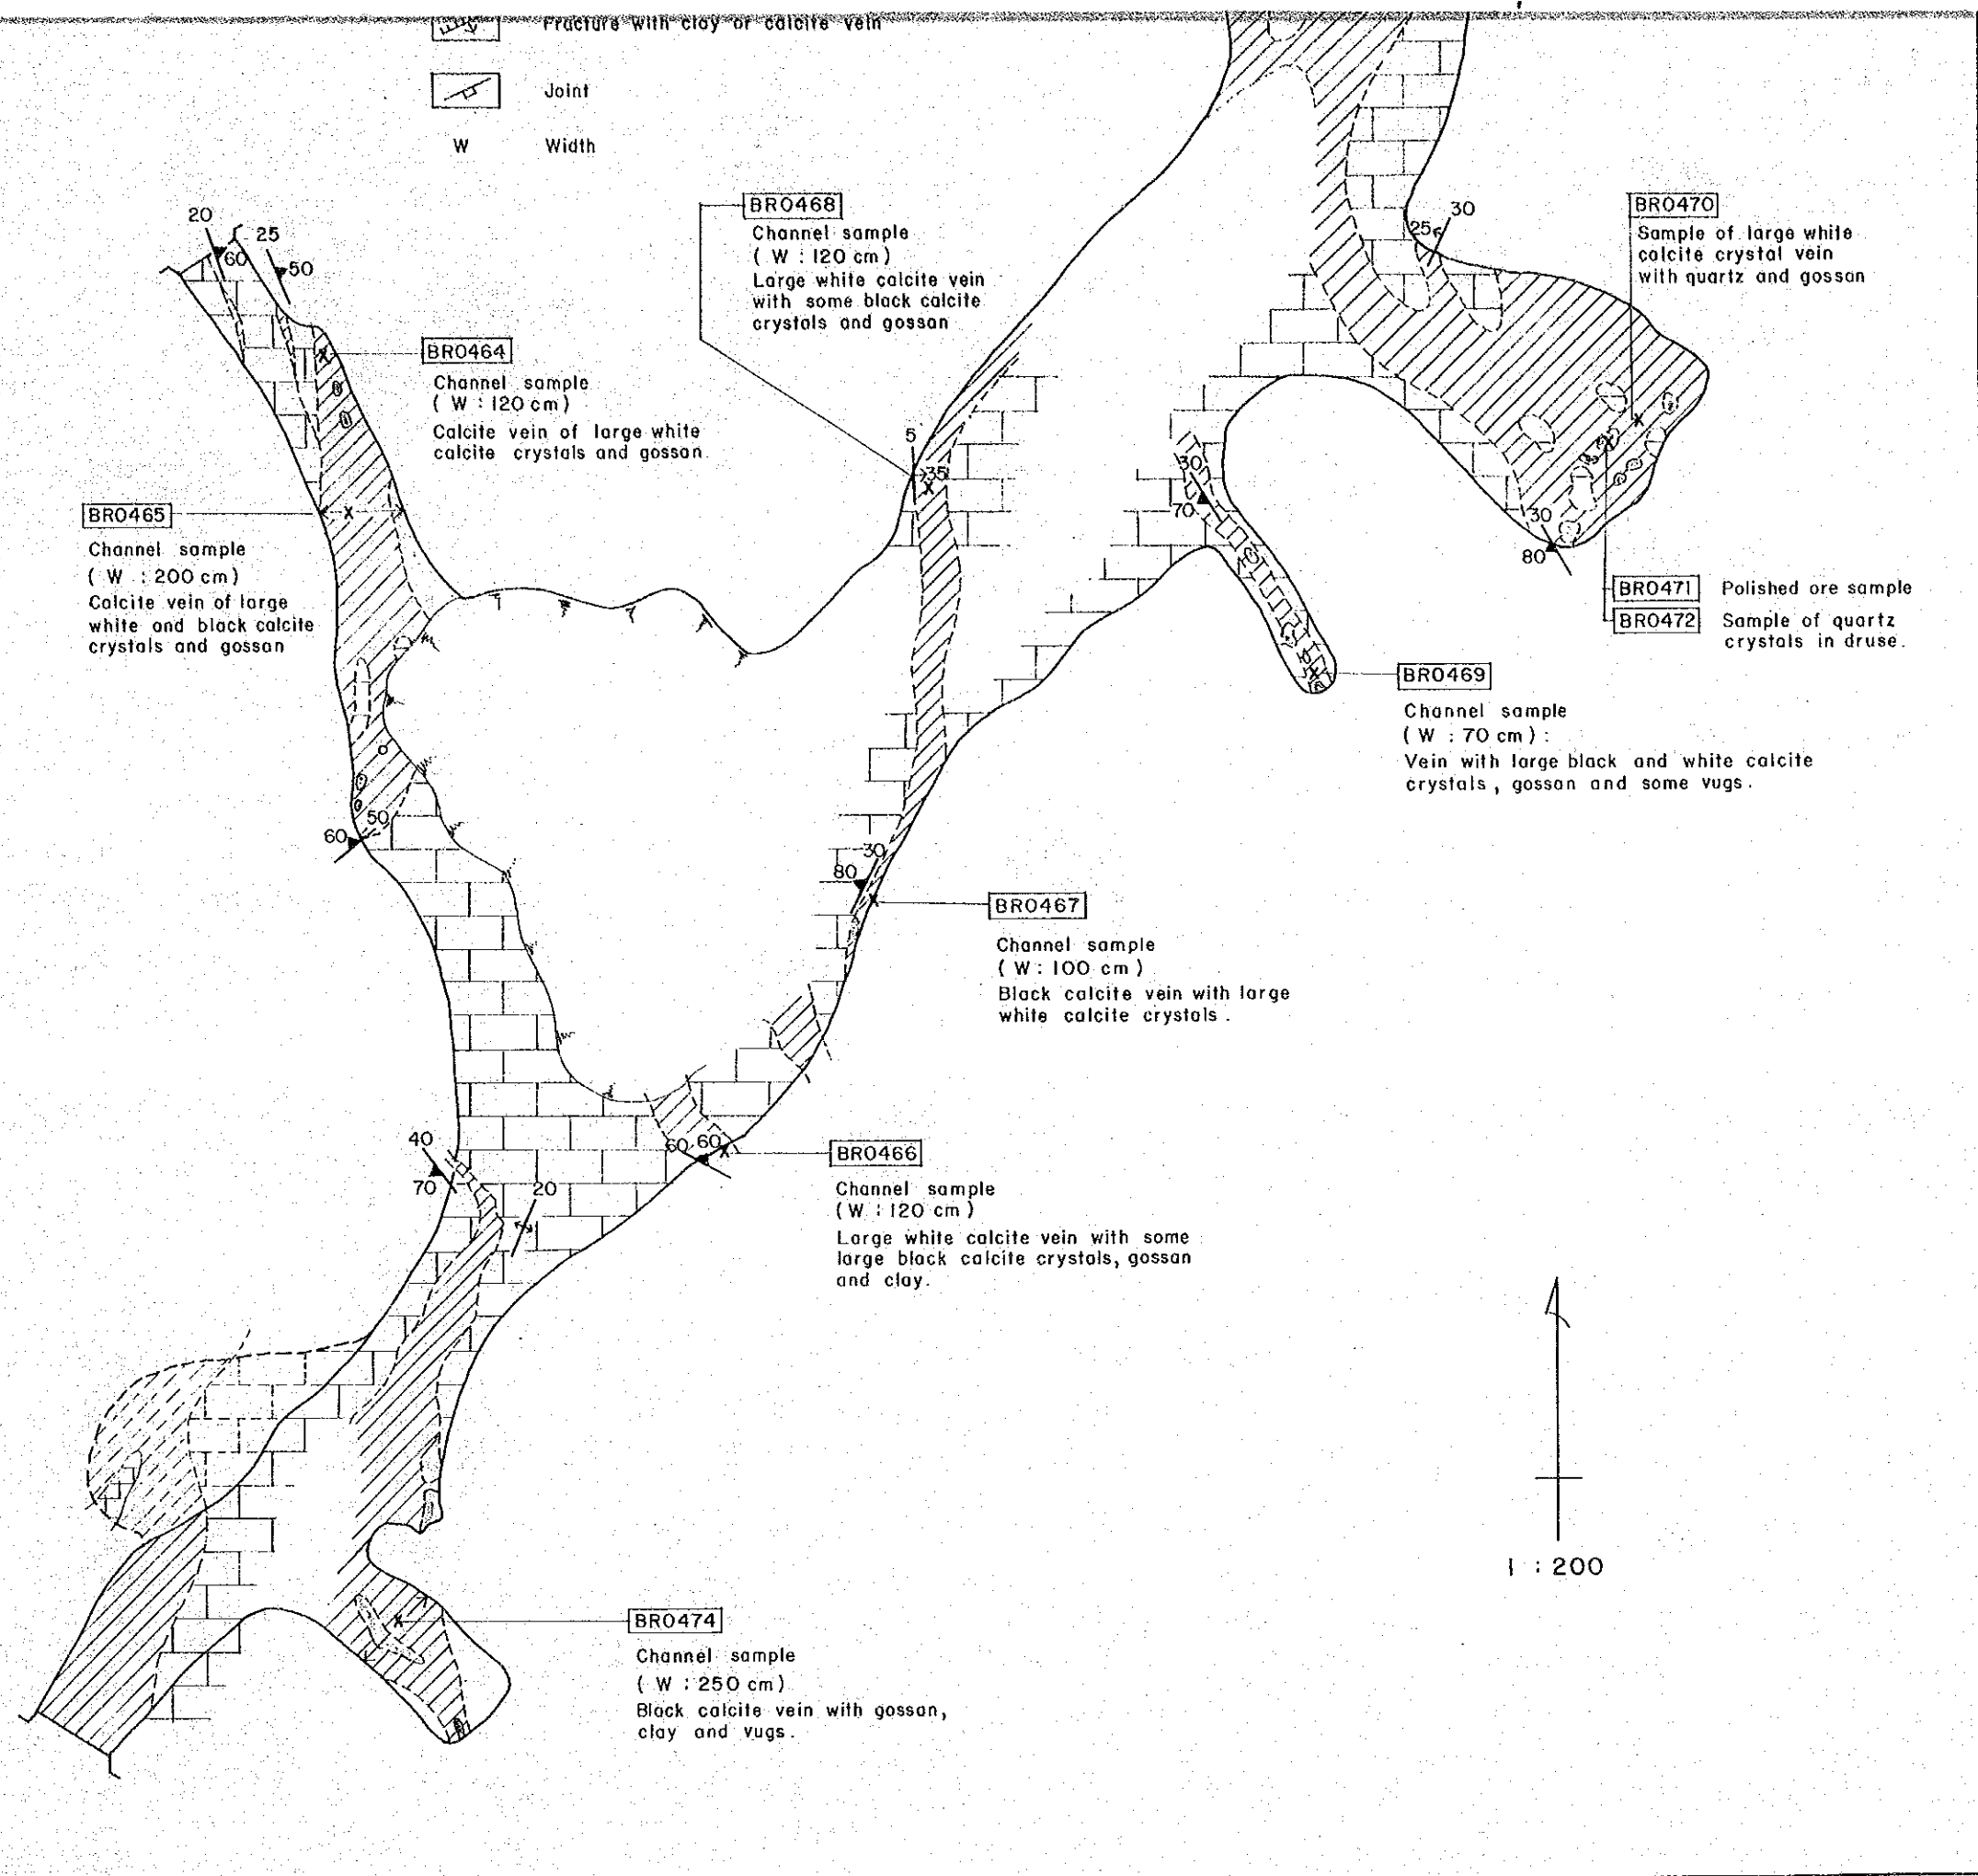 Fracture with clay or calcite vein
Joint
W Width
20
60
25
50
BR0464
Channel sample
( W : 120 cm )
Calcite vein of large white
calcite crystals and gossan.
BR0465
Channel sample
( W : 200 cm )
Calcite vein of large
white and black calcite
crystals and gossan
BR0468
Channel sample
( W : 120 cm )
Large white calcite vein
with some black calcite
crystals and gossan
5
35
25
30
BR0470
Sample of large white
calcite crystal vein
with quartz and gossan
30
70
30
80
BR0471 Polished ore sample
BR0472 Sample of quartz
crystals in druse.
BR0469
Channel sample
( W : 70 cm ) :
Vein with large black and white calcite
crystals , gossan and some vugs .
60
50
30
80
BR0467
Channel sample
( W : 100 cm )
Black calcite vein with large
white calcite crystals .
40
70
20
60
60
BR0466
Channel sample
( W : 120 cm )
Large white calcite vein with some
large black calcite crystals, gossan
and clay.
1 : 200
BR0474
Channel sample
( W : 250 cm )
Black calcite vein with gossan,
clay and vugs .